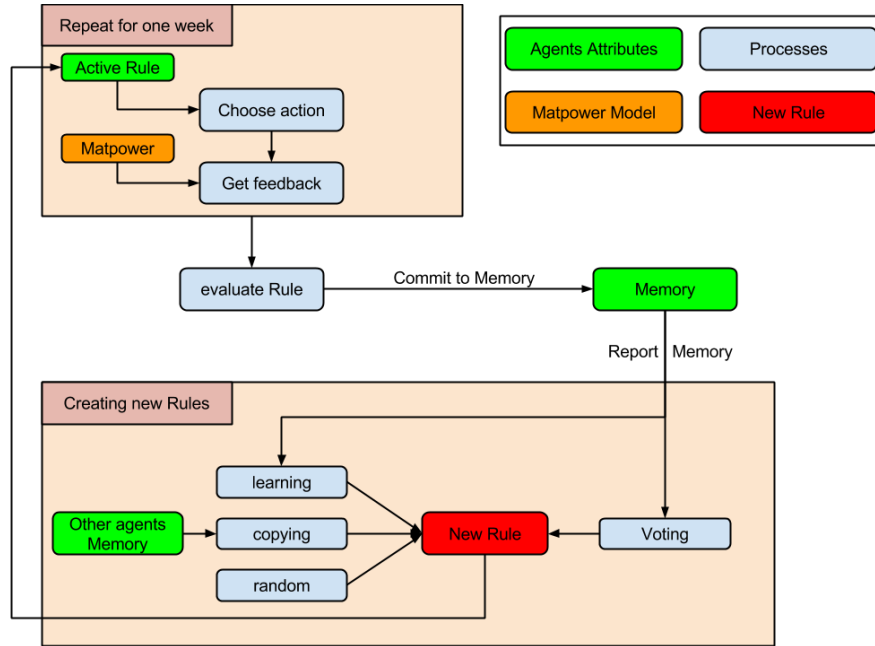 Repeat for one week
Active Rule
Choose action
Matpower
Get feedback
Agents Attributes
Processes
Matpower Model
New Rule
evaluate Rule
Commit to Memory
Memory
Report Memory
Creating new Rules
learning
Other agents
Memory
copying
New Rule
Voting
random